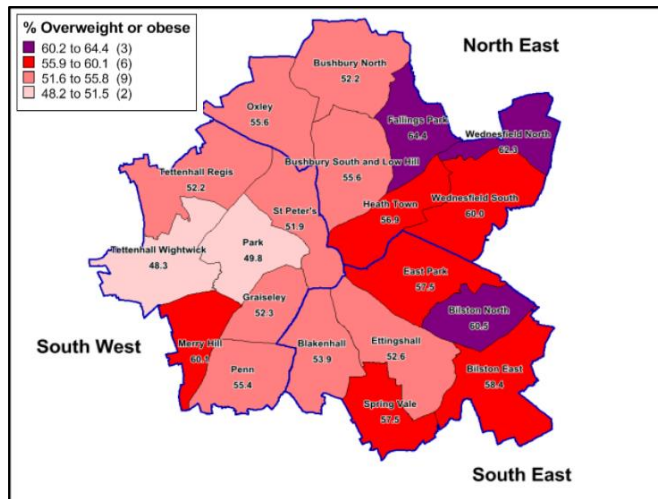 % Overweight or obese
60.2 to 64.4 (3)
55.9 to 60.1 (6)
51.6 to 55.8 (9)
48.2 to 51.5 (2)
North East
Bushbury North
52.2
Oxley
55.6
Fallings Park
64.4
Wednesfield North
62.3
Bushbury South and Low Hill
55.6
Tettenhall Regis
52.2
Wednesfield South
60.0
Heath Town
56.9
St Peter's
51.9
Tettenhall Wightwick
48.3
Park
49.8
East Park
57.5
Graiseley
52.3
Bilston North
60.5
South West
Merry Hill
60.1
Blakenhall
53.9
Ettingshall
52.6
Penn
55.4
Bilston East
58.4
Spring Vale
57.5
South East